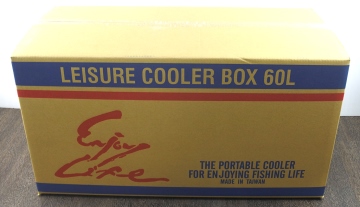 LEISURE COOLER BOX 60L
Enjoy
Life
THE PORTABLE COOLER
FOR ENJOYING FISHING LIFE
MADE IN TAIWAN